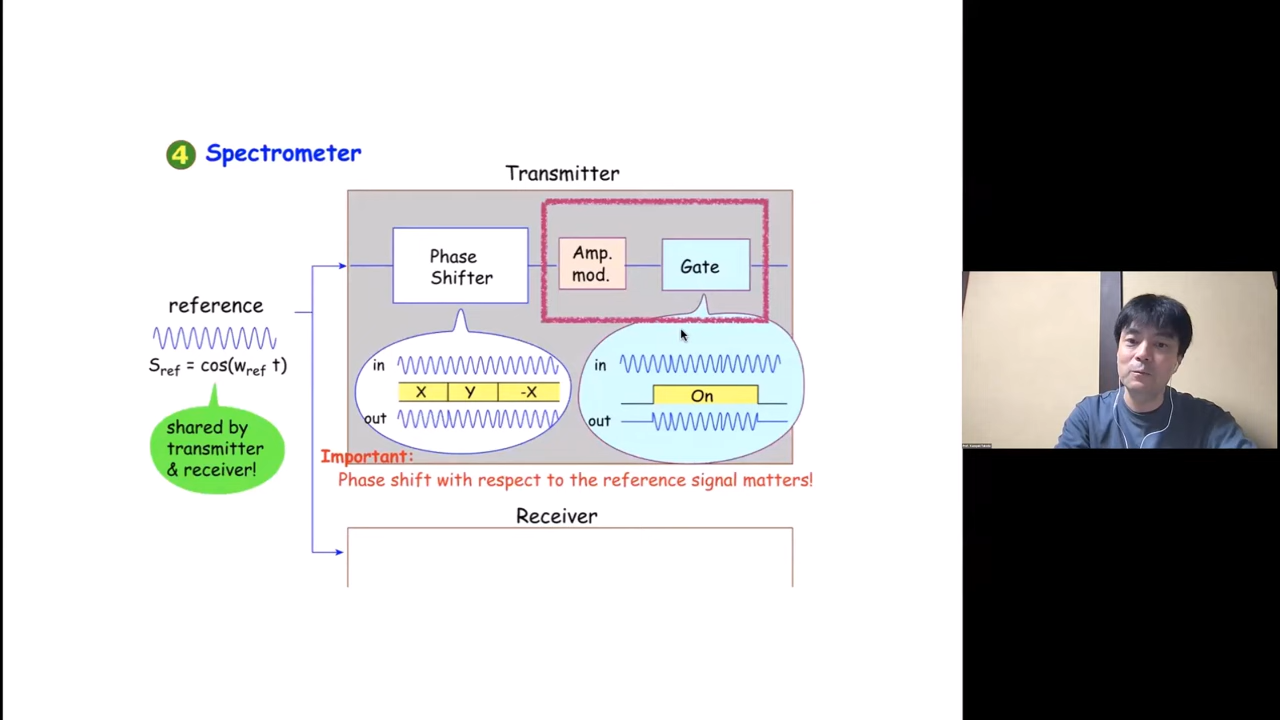 4 Spectrometer
Transmitter
Phase
Shifter
Amp.
mod.
Gate
reference
S_ref = cos(w_ref t)
shared by
transmitter
& receiver!
in
X Y -X
out
in
On
out
Important:
Phase shift with respect to the reference signal matters!
Receiver